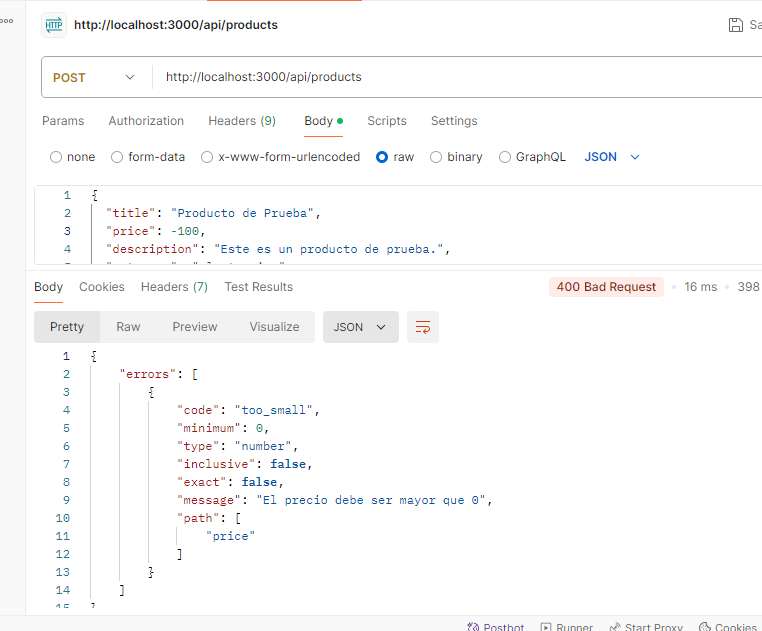 HTTP http://localhost:3000/api/products Sa
POST http://localhost:3000/api/products
Params Authorization Headers (9) Body Scripts Settings
none form-data x-www-form-urlencoded raw binary GraphQL JSON
1 {
2 "title": "Producto de Prueba",
3 "price": -100,
4 "description": "Este es un producto de prueba.",
Body Cookies Headers (7) Test Results 400 Bad Request 16 ms 398
Pretty Raw Preview Visualize JSON
1 {
2 "errors": [
3 {
4 "code": "too_small",
5 "minimum": 0,
6 "type": "number",
7 "inclusive": false,
8 "exact": false,
9 "message": "El precio debe ser mayor que 0",
10 "path": [
11 "price"
12 ]
13 }
14 ]
15 }
Postbot Runner Start Proxy Cookies